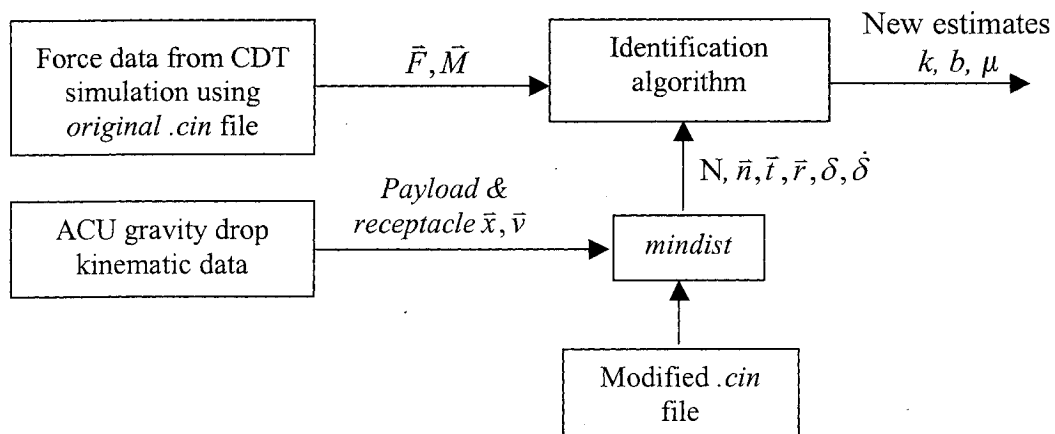 Force data from CDT
simulation using
original .cin file
F⃗, M⃗
Identification
algorithm
New estimates
k, b, μ
N, n⃗, t⃗, r⃗, δ, δ̇
ACU gravity drop
kinematic data
Payload &
receptacle x⃗, v⃗
mindist
Modified .cin
file